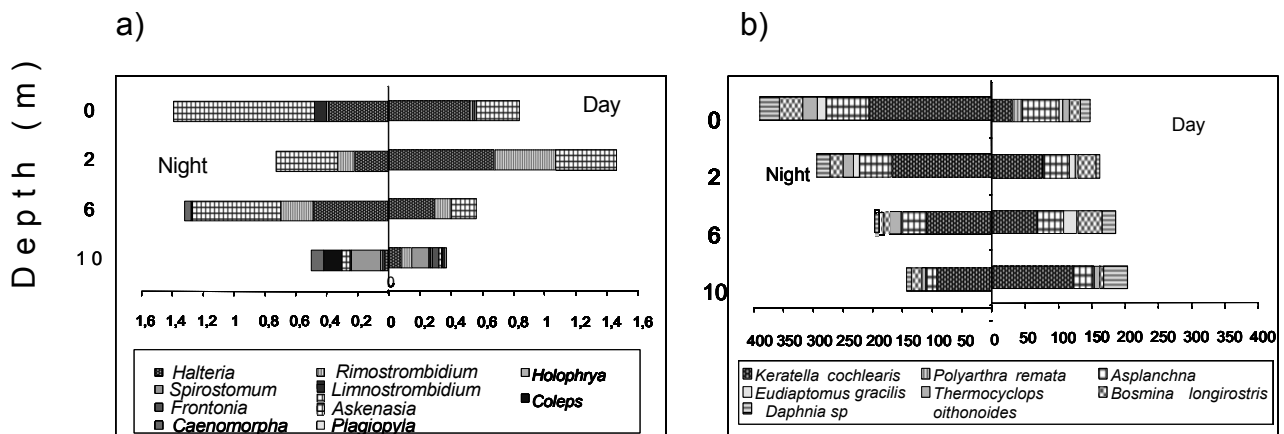 a)
b)
Depth (m)
0
2
6
10
Day
Night
0
1,6 1,4 1 0,8 0,6 0,4 0,2 0 0,2 0,4 0,6 0,8 1 1,2 1,4 1,6
Halteria Rimostrombidium Holophrya
Spirostomum Limnostrombidium Coleps
Frontonia Askenasia
Caenomorpha Plagiopyla
0
2
6
10
Day
Night
400 350 300 250 200 150 100 50 0 50 100 150 200 250 300 350 400
Keratella cochlearis Polyarthra remata Asplanchna
Eudiaptomus gracilis Thermocyclops oithonoides Bosmina longirostris
Daphnia sp